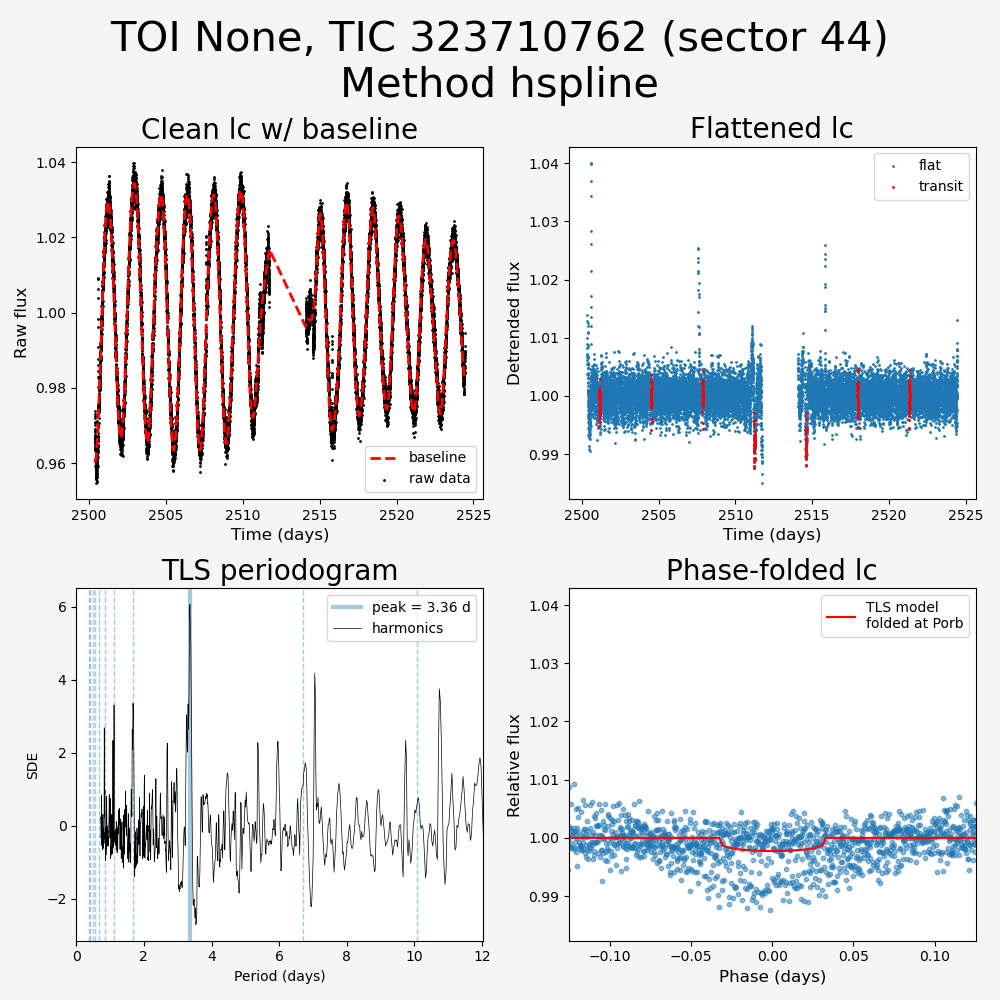 TOI None, TIC 323710762 (sector 44)
Method hspline
Clean lc w/ baseline
Flattened lc
1.04
1.02
1.00
0.98
0.96
Raw flux
baseline
raw data
2500
2505
2510
2515
2520
2525
Time (days)
1.04
1.03
1.02
1.01
1.00
0.99
Detrended flux
flat
transit
2500
2505
2510
2515
2520
2525
Time (days)
TLS periodogram
Phase-folded lc
6
4
2
0
−2
SDE
peak = 3.36 d
harmonics
0
2
4
6
8
10
12
Period (days)
1.04
1.03
1.02
1.01
1.00
0.99
Relative flux
TLS model
folded at Porb
−0.10
−0.05
0.00
0.05
0.10
Phase (days)